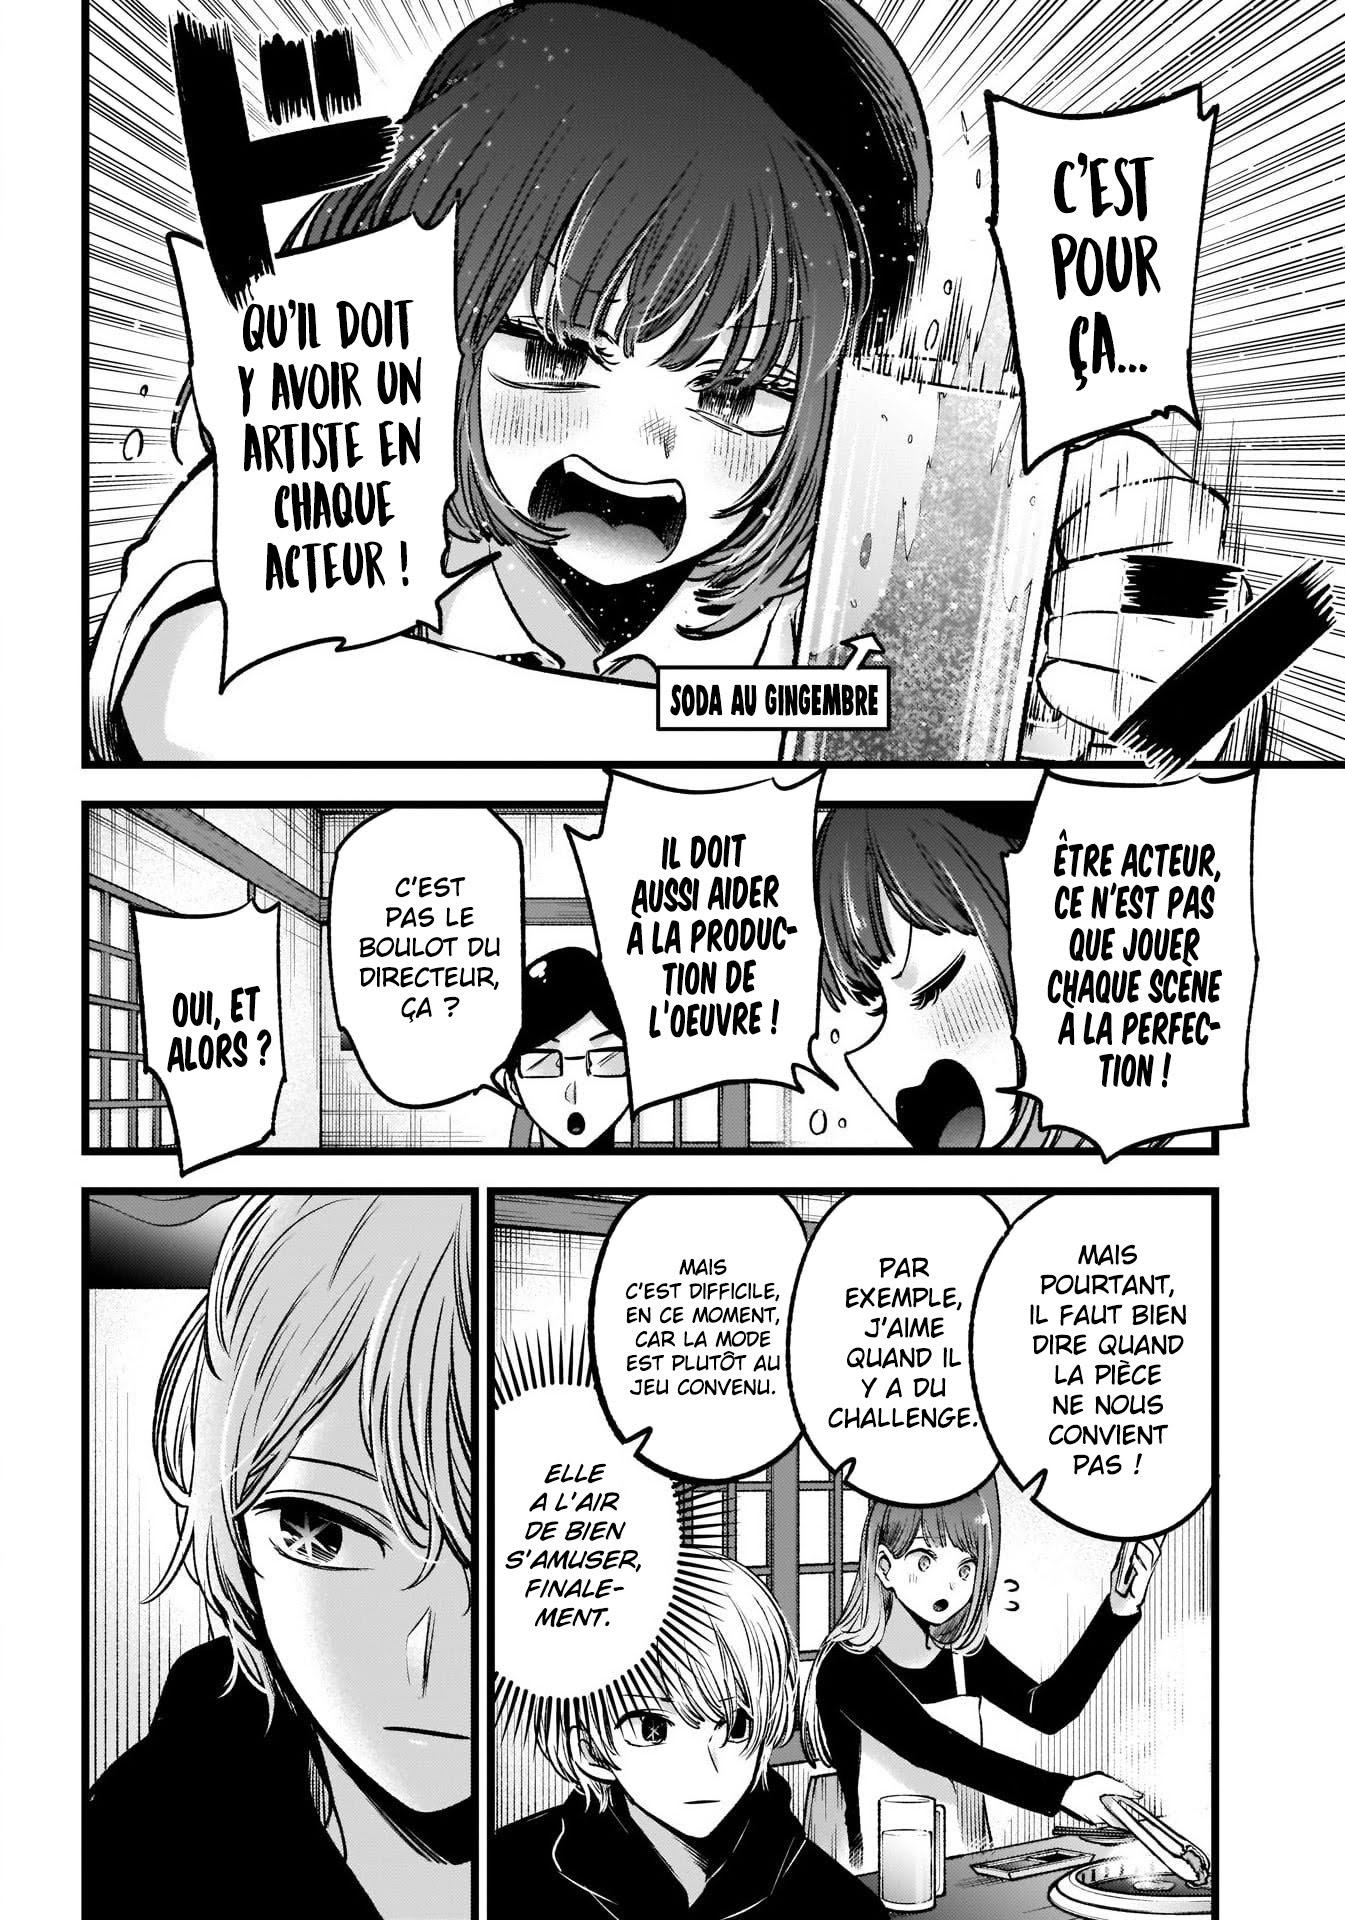 C'EST
POUR
ÇA...
QU'IL DOIT
Y AVOIR UN
ARTISTE EN
CHAQUE
ACTEUR !
SODA AU GINGEMBRE
ÊTRE ACTEUR,
CE N'EST PAS
QUE JOUER
CHAQUE SCÈNE
À LA PERFEC-
TION !
IL DOIT
AUSSI AIDER
À LA PRODUC-
TION DE
L'OEUVRE !
C'EST
PAS LE
BOULOT DU
DIRECTEUR,
ÇA ?
OUI, ET
ALORS ?
MAIS
POURTANT,
IL FAUT BIEN
DIRE QUAND
LA PIÈCE
NE NOUS
CONVIENT
PAS !
PAR
EXEMPLE,
J'AIME
QUAND IL
Y A DU
CHALLENGE.
MAIS
C'EST DIFFICILE,
EN CE MOMENT,
CAR LA MODE
EST PLUTÔT AU
JEU CONVENU.
ELLE
A L'AIR
DE BIEN
S'AMUSER,
FINALE-
MENT.